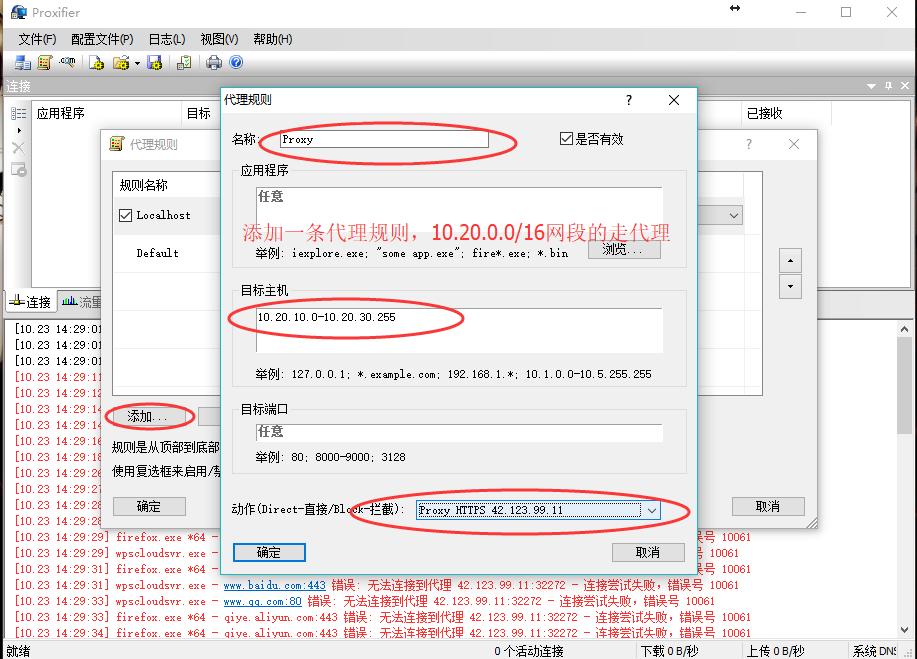 Proxifier
文件(F) 配置文件(P) 日志(L) 视图(V) 帮助(H)
连接
应用程序 目标 已接收
代理规则
规则名称
Localhost
Default
添加...
规则是从顶部到底部
使用复选框来启用/禁
确定 取消
代理规则
名称: Proxy 是否有效
应用程序
任意
添加一条代理规则，10.20.0.0/16网段的走代理
举例: iexplore.exe; "some app.exe"; fire*.exe; *.bin 浏览...
目标主机
10.20.10.0-10.20.30.255
举例: 127.0.0.1; *.example.com; 192.168.1.*; 10.1.0.0-10.5.255.255
目标端口
任意
举例: 80; 8000-9000; 3128
动作(Direct-直接/Block-拦截): Proxy HTTPS 42.123.99.11
确定 取消
连接 流量
[10.23 14:29:01
[10.23 14:29:01
[10.23 14:29:01
[10.23 14:29:11
[10.23 14:29:12
[10.23 14:29:14
[10.23 14:29:14
[10.23 14:29:16
[10.23 14:29:18
[10.23 14:29:26
[10.23 14:29:27
[10.23 14:29:28
[10.23 14:29:28
[10.23 14:29:29] firefox.exe *64 - 误号 10061
[10.23 14:29:29] wpscloudsvr.exe - 号 10061
[10.23 14:29:31] firefox.exe *64 - 误号 10061
[10.23 14:29:31] wpscloudsvr.exe - www.baidu.com:443 错误: 无法连接到代理 42.123.99.11:32272 - 连接尝试失败, 错误号 10061
[10.23 14:29:33] wpscloudsvr.exe - www.qq.com:80 错误: 无法连接到代理 42.123.99.11:32272 - 连接尝试失败, 错误号 10061
[10.23 14:29:33] firefox.exe *64 - qiye.aliyun.com:443 错误: 无法连接到代理 42.123.99.11:32272 - 连接尝试失败, 错误号 10061
[10.23 14:29:34] firefox.exe *64 - qiye.aliyun.com:443 错误: 无法连接到代理 42.123.99.11:32272 - 连接尝试失败, 错误号 10061
就绪 0 个活动连接 下载 0 B/秒 上传 0 B/秒 系统 DNS